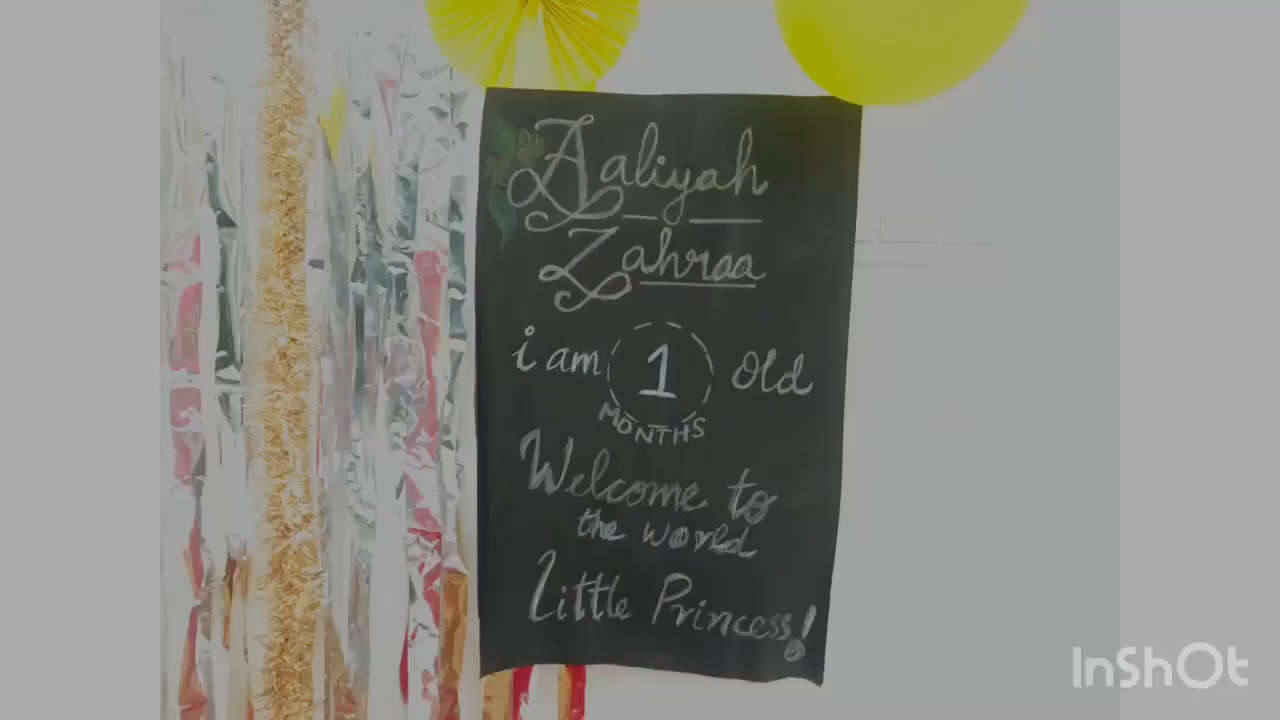 Aaliyah
Zahraa
i am 1 old
MONTHS
Welcome to
the world
Little Princess!
InShOt